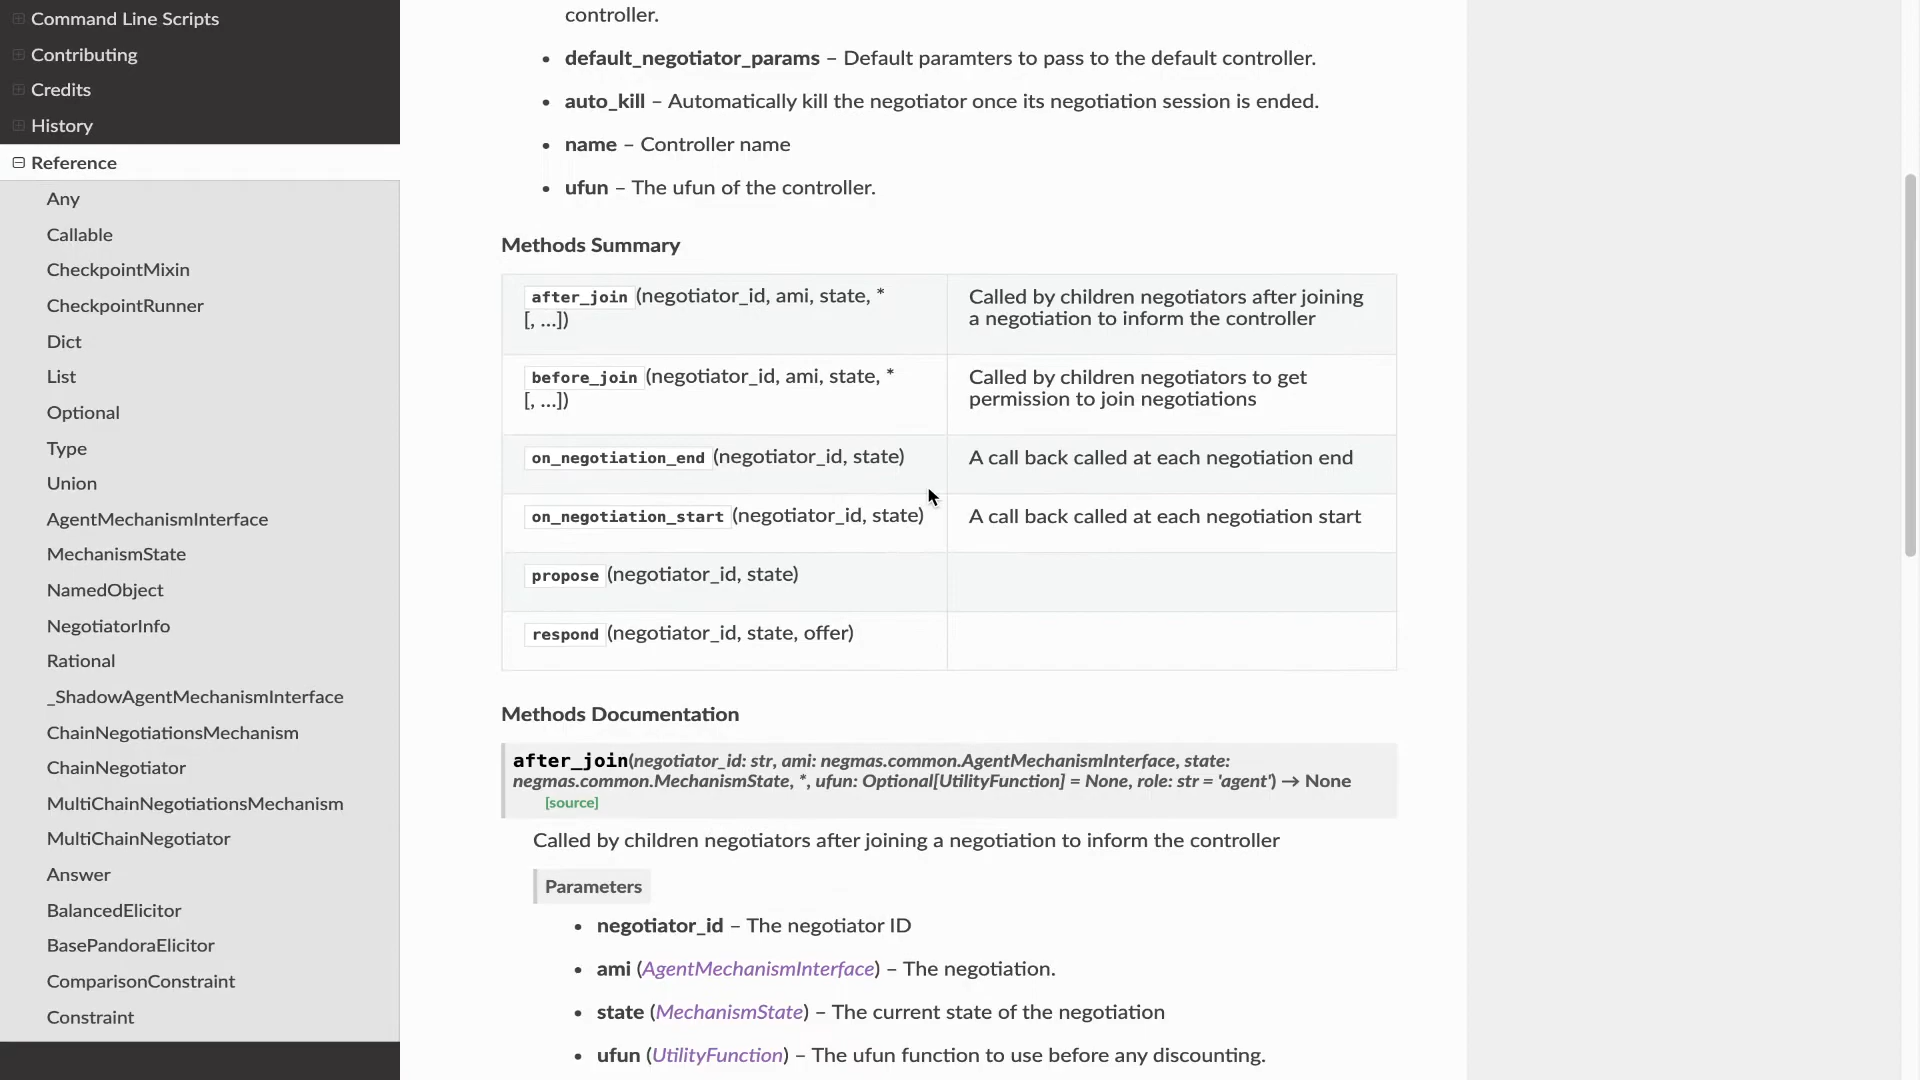 Command Line Scripts
Contributing
Credits
History
Reference
Any
Callable
CheckpointMixin
CheckpointRunner
Dict
List
Optional
Type
Union
AgentMechanismInterface
MechanismState
NamedObject
NegotiatorInfo
Rational
_ShadowAgentMechanismInterface
ChainNegotiationsMechanism
ChainNegotiator
MultiChainNegotiationsMechanism
MultiChainNegotiator
Answer
BalancedElicitor
BasePandoraElicitor
ComparisonConstraint
Constraint
controller.
• default_negotiator_params – Default paramters to pass to the default controller.
• auto_kill – Automatically kill the negotiator once its negotiation session is ended.
• name – Controller name
• ufun – The ufun of the controller.
Methods Summary
after_join(negotiator_id, ami, state, *
[, ...])
Called by children negotiators after joining
a negotiation to inform the controller
before_join(negotiator_id, ami, state, *
[, ...])
Called by children negotiators to get
permission to join negotiations
on_negotiation_end(negotiator_id, state)
A call back called at each negotiation end
on_negotiation_start(negotiator_id, state)
A call back called at each negotiation start
propose(negotiator_id, state)
respond(negotiator_id, state, offer)
Methods Documentation
after_join(negotiator_id: str, ami: negmas.common.AgentMechanismInterface, state:
negmas.common.MechanismState, *, ufun: Optional[UtilityFunction] = None, role: str = 'agent') → None
[source]
Called by children negotiators after joining a negotiation to inform the controller
Parameters
• negotiator_id – The negotiator ID
• ami (AgentMechanismInterface) – The negotiation.
• state (MechanismState) – The current state of the negotiation
• ufun (UtilityFunction) – The ufun function to use before any discounting.